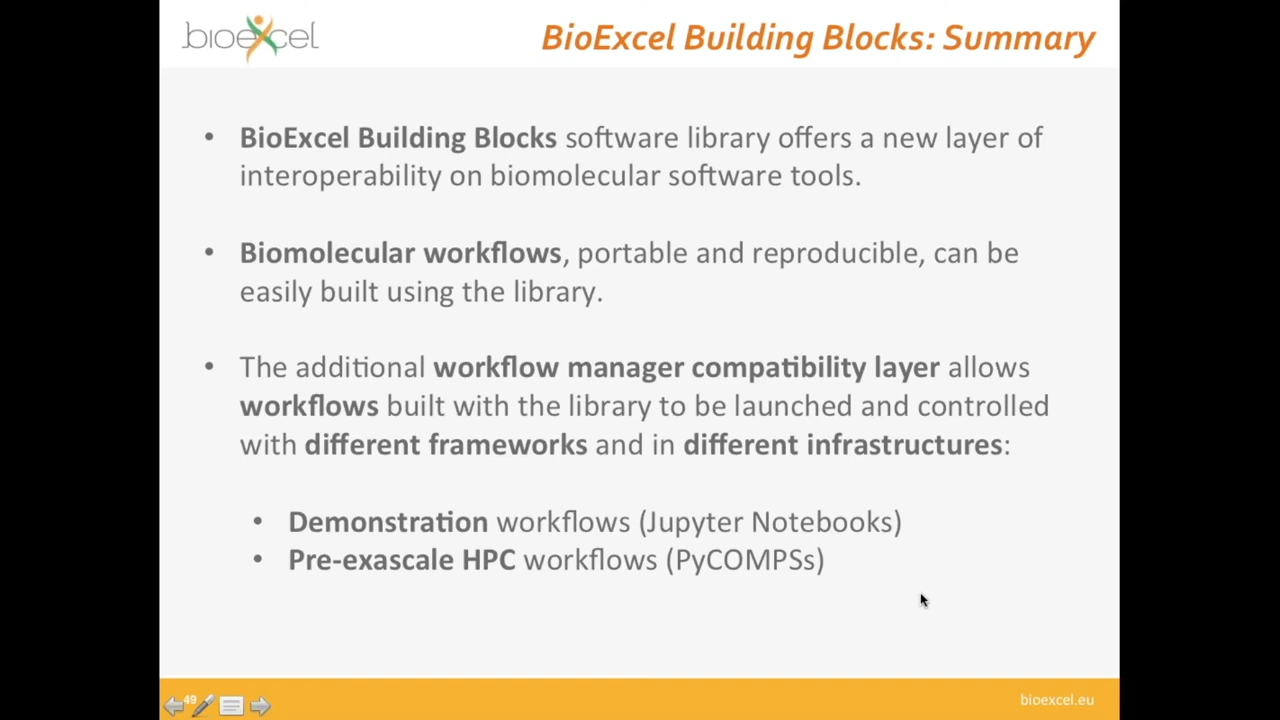 bioexcel
BioExcel Building Blocks: Summary
• BioExcel Building Blocks software library offers a new layer of
interoperability on biomolecular software tools.
• Biomolecular workflows, portable and reproducible, can be
easily built using the library.
• The additional workflow manager compatibility layer allows
workflows built with the library to be launched and controlled
with different frameworks and in different infrastructures:
• Demonstration workflows (Jupyter Notebooks)
• Pre-exascale HPC workflows (PyCOMPSs)
49
bioexcel.eu